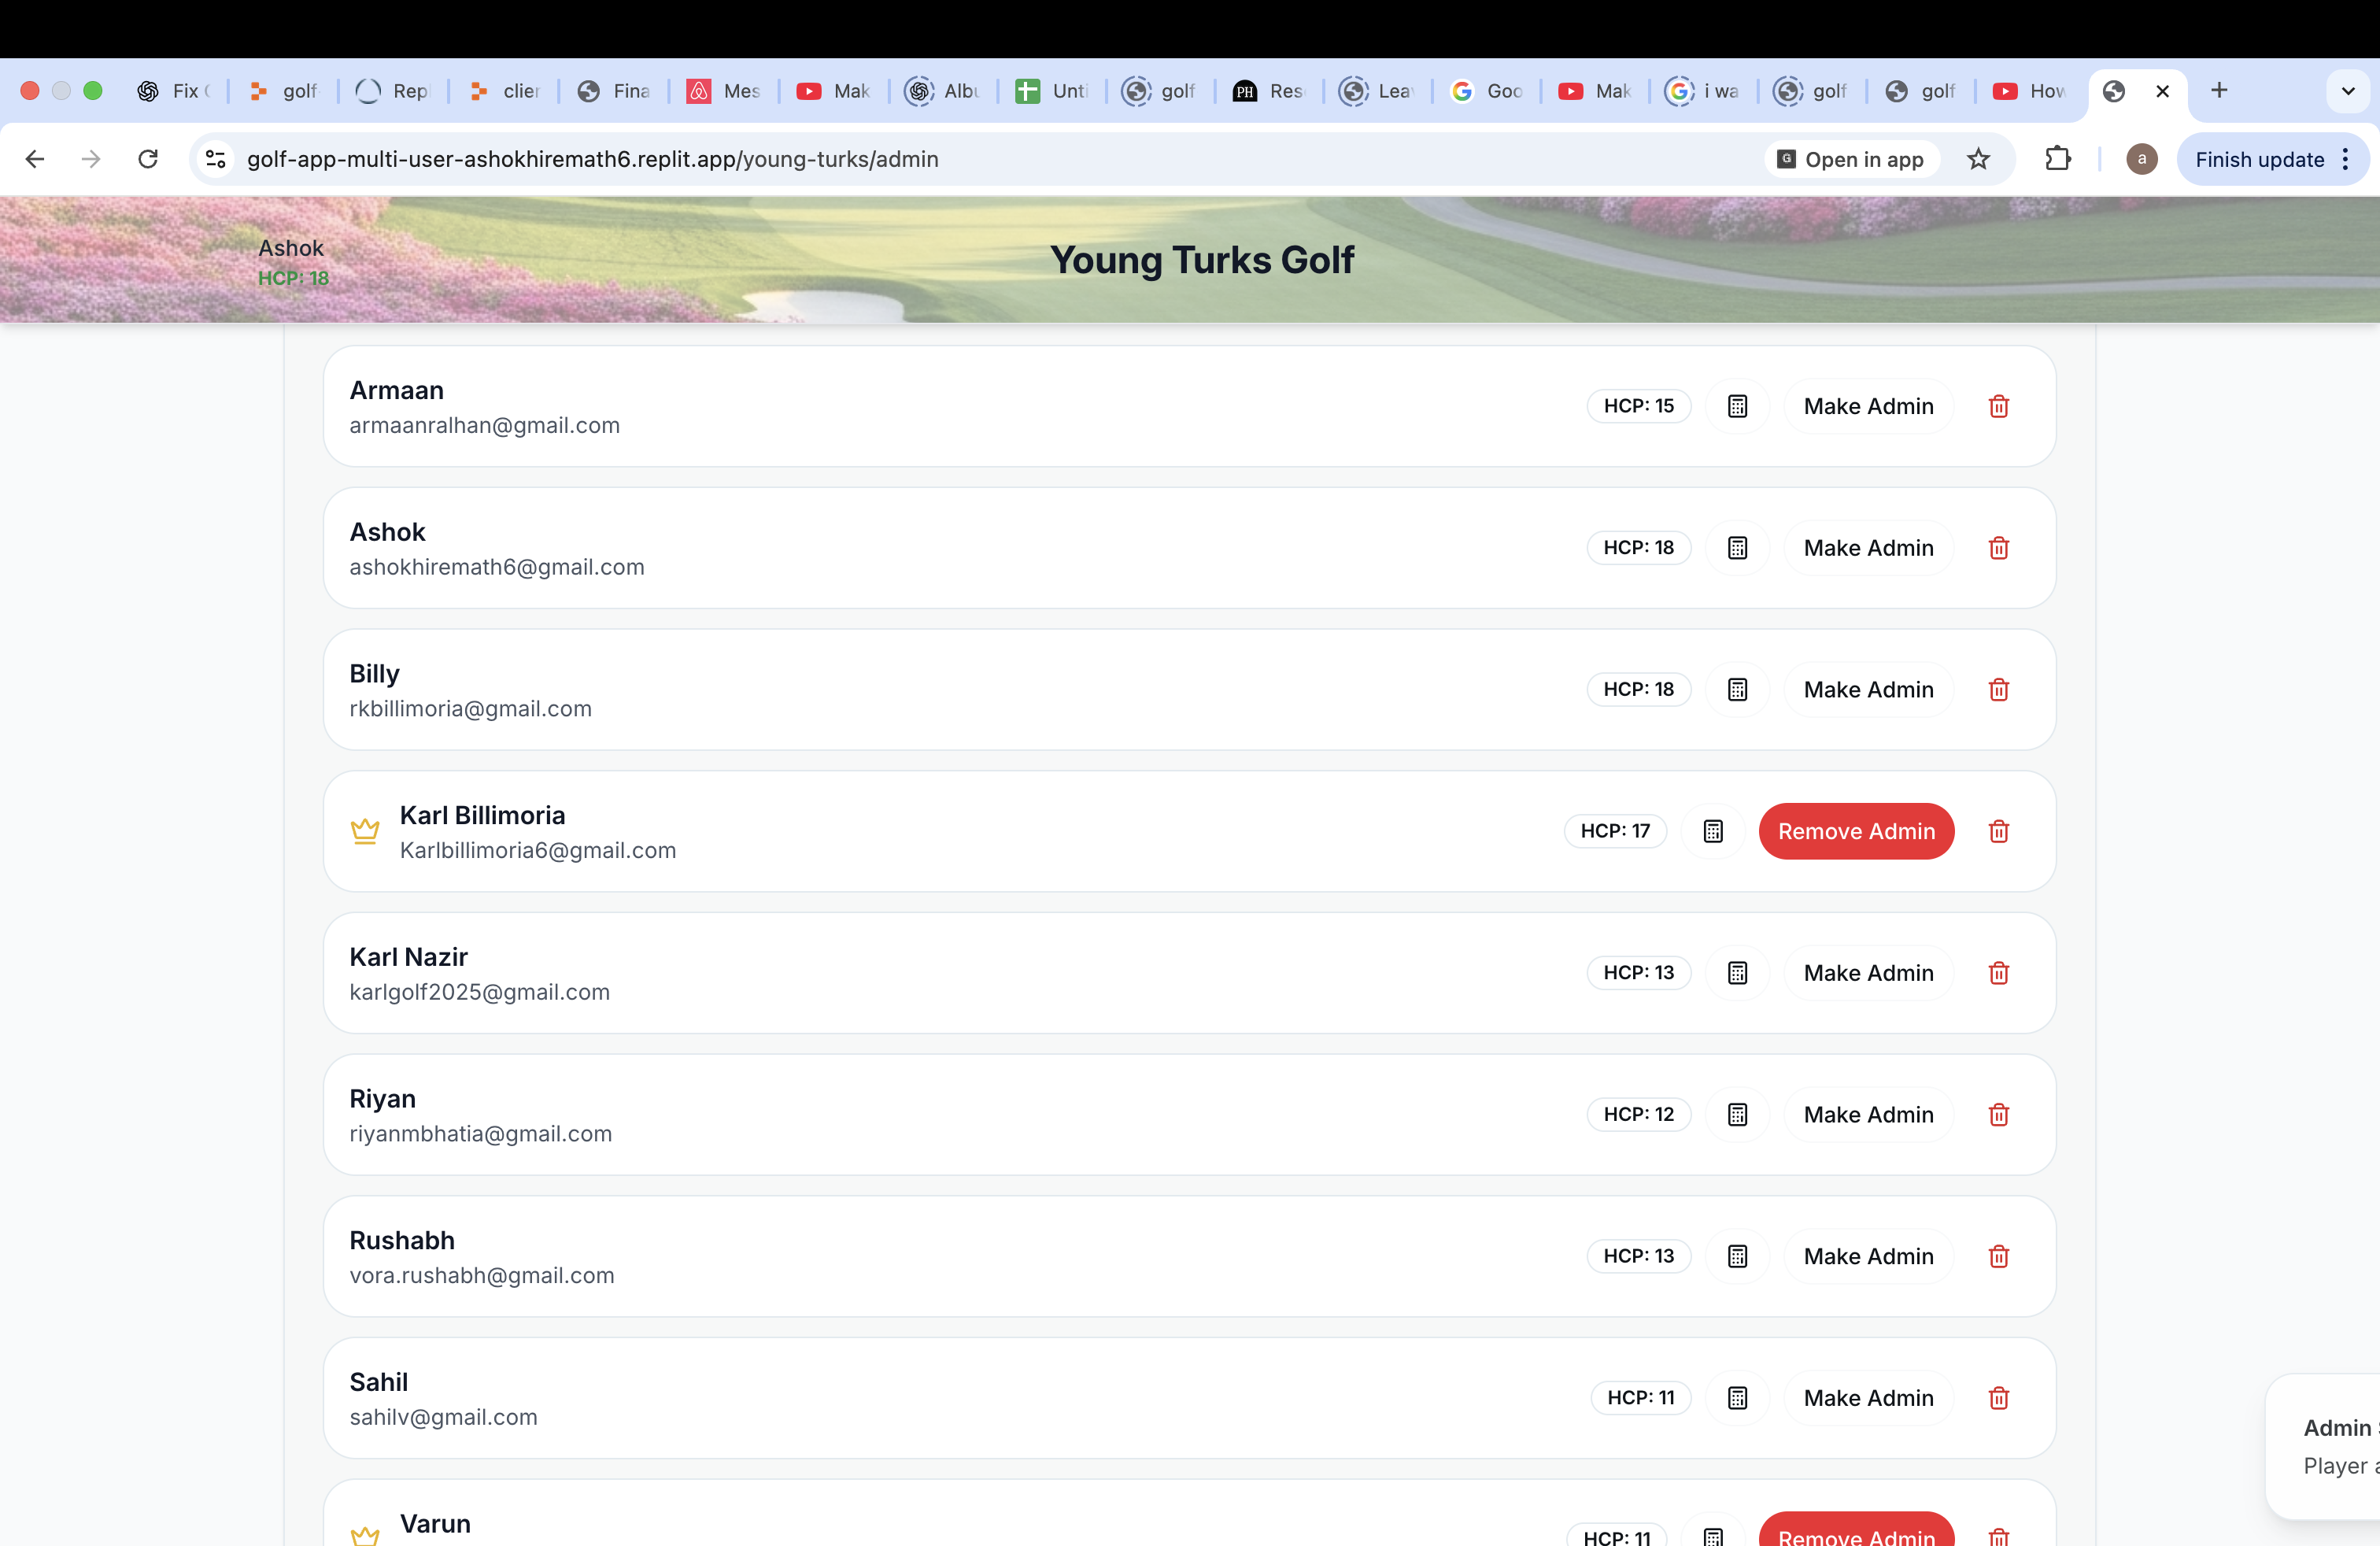 Fix
golf
Rep
clier
Fina
Mes
Mak
Albu
Unti
golf
PH
Res
Lea
Goo
Mak
i wa
golf
golf
How
golf-app-multi-user-ashokhiremath6.replit.app/young-turks/admin
G
Open in app
a
Finish update
Ashok
HCP: 18
Young Turks Golf
Armaan
armaanralhan@gmail.com
HCP: 15
Make Admin
Ashok
ashokhiremath6@gmail.com
HCP: 18
Make Admin
Billy
rkbillimoria@gmail.com
HCP: 18
Make Admin
Karl Billimoria
Karlbillimoria6@gmail.com
HCP: 17
Remove Admin
Karl Nazir
karlgolf2025@gmail.com
HCP: 13
Make Admin
Riyan
riyanmbhatia@gmail.com
HCP: 12
Make Admin
Rushabh
vora.rushabh@gmail.com
HCP: 13
Make Admin
Sahil
sahilv@gmail.com
HCP: 11
Make Admin
Varun
HCP: 11
Remove Admin
Admin
Player